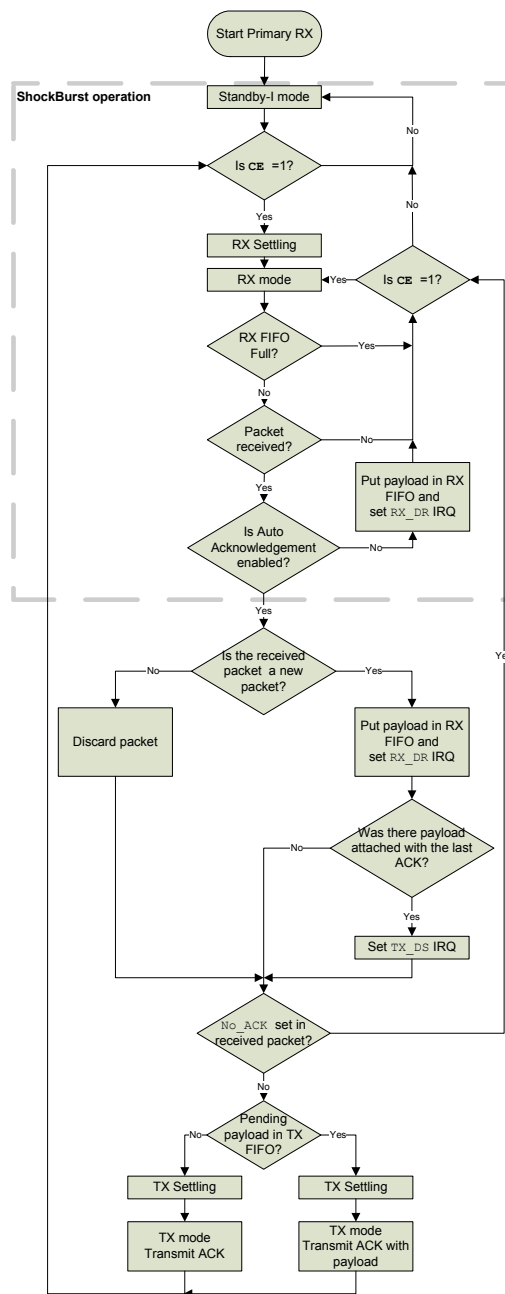 Start Primary RX
ShockBurst operation
Standby-I mode
No
Is CE =1?
No
Yes
RX Settling
RX mode
Yes
Is CE =1?
RX FIFO
Full?
Yes
No
Packet
received?
No
Put payload in RX
FIFO and
set RX_DR IRQ
Yes
Is Auto
Acknowledgement
enabled?
No
Yes
Is the received
packet a new
packet?
No
Yes
Discard packet
Put payload in RX
FIFO and
set RX_DR IRQ
Was there payload
attached with the last
ACK?
No
Yes
Set TX_DS IRQ
No_ACK set in
received packet?
No
Pending
payload in TX
FIFO?
No
Yes
TX Settling
TX Settling
TX mode
Transmit ACK
TX mode
Transmit ACK with
payload